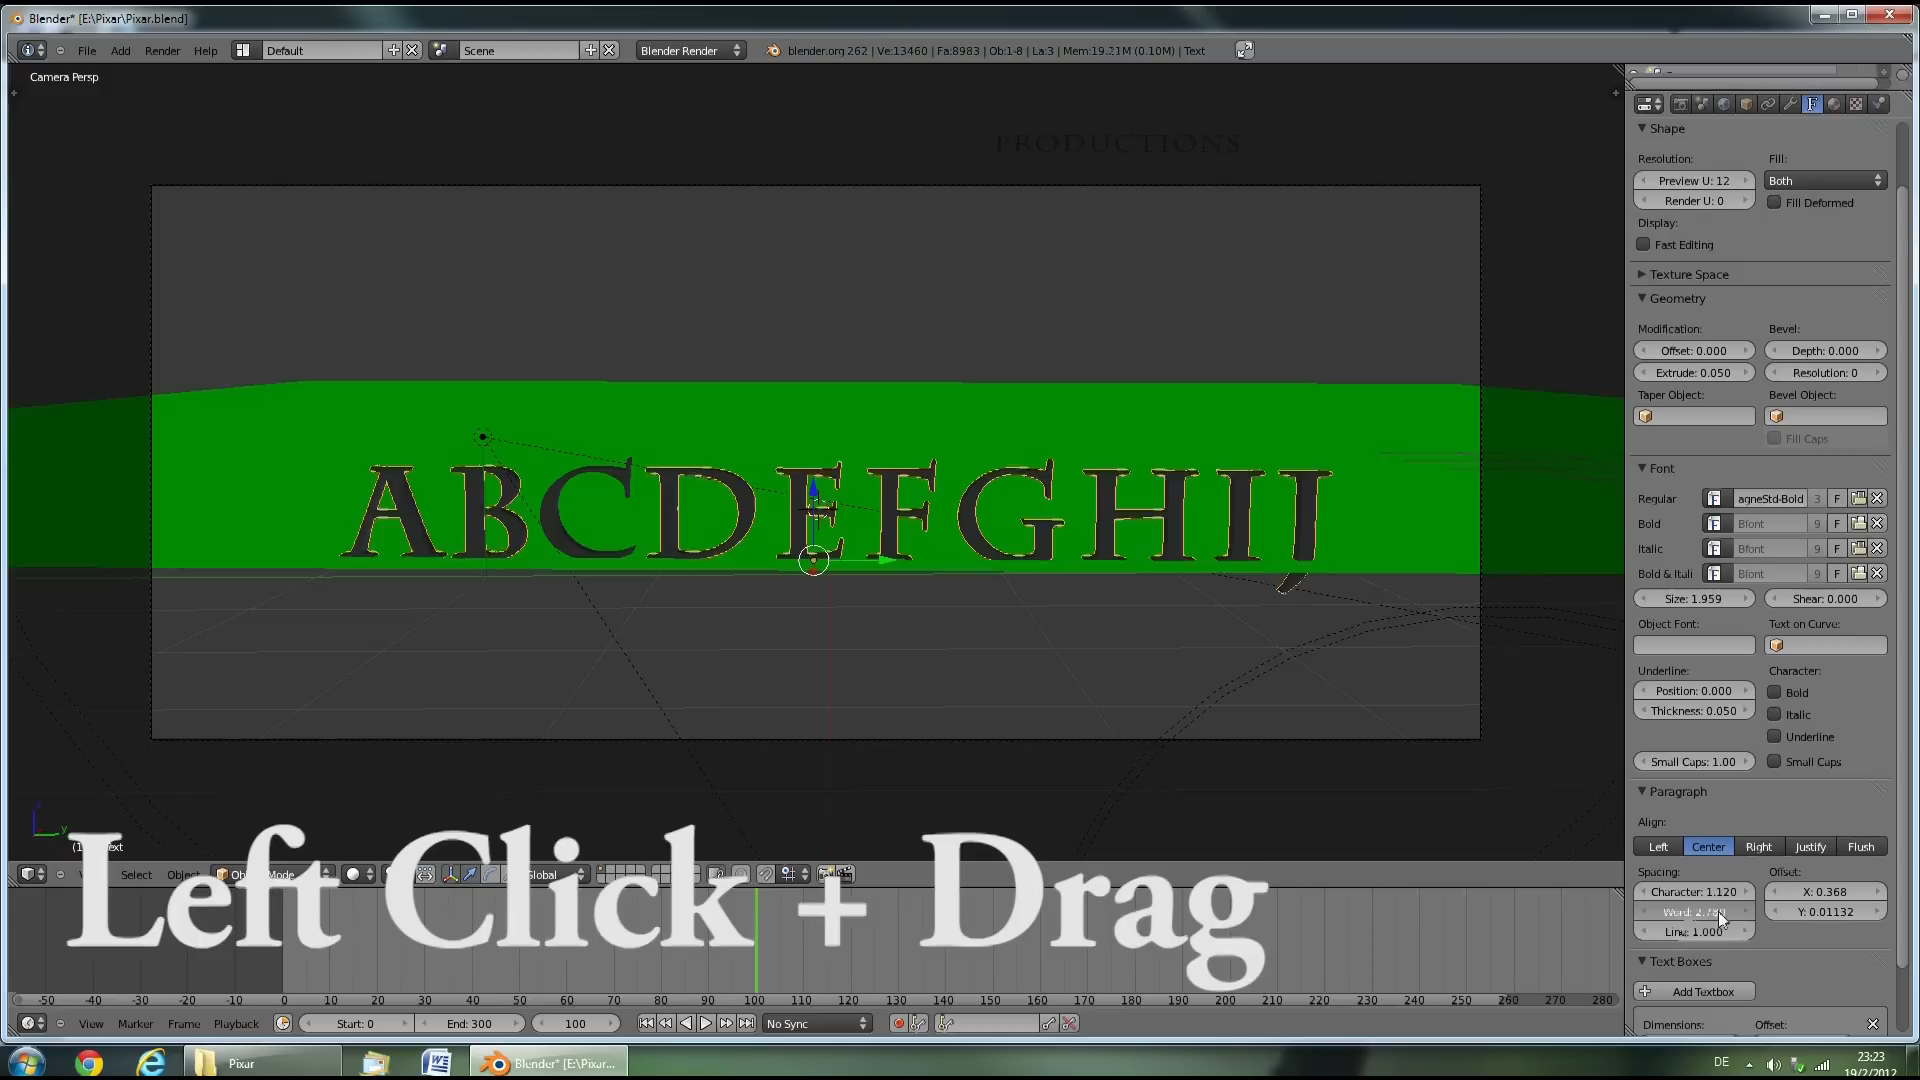 Blender* [E:\Pixar\Pixar.blend]
File Add Render Help Default Scene Blender Render blender.org 262 | Ve:13460 | Fa:8983 | Ob:1-8 | La:3 | Mem:19.21M (0.10M) | Text
Camera Persp
PRODUCTIONS
ABCDEFGHIJ
Left Click + Drag
Select Object Global
-50 -40 -30 -20 -10 0 10 20 30 40 50 60 70 80 90 100 110 120 130 140 150 160 170 180 190 200 210 220 230 240 250 260 270 280
View Marker Frame Playback Start: 0 End: 300 100 No Sync
Shape
Resolution: Fill:
Preview U: 12 Both
Render U: 0 Fill Deformed
Display:
Fast Editing
Texture Space
Geometry
Modification: Bevel:
Offset: 0.000 Depth: 0.000
Extrude: 0.050 Resolution: 0
Taper Object: Bevel Object:
Fill Caps
Font
Regular agneStd-Bold 3 F
Bold Bfont 9 F
Italic Bfont 9 F
Bold & Itali Bfont 9 F
Size: 1.959 Shear: 0.000
Object Font: Text on Curve:
Underline: Character:
Position: 0.000 Bold
Thickness: 0.050 Italic
Underline
Small Caps: 1.00 Small Caps
Paragraph
Align:
Left Center Right Justify Flush
Spacing: Offset:
Character: 1.120 X: 0.368
Word: Y: 0.01132
Line: 1.000
Text Boxes
Add Textbox
Dimensions: Offset:
Pixar Blender* [E:\Pixar... DE 23:23
19/2/2012